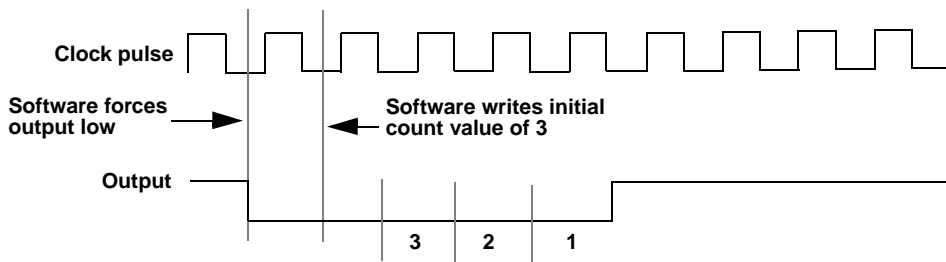 Clock pulse
Software forces
output low
Software writes initial
count value of 3
Output
3 2 1